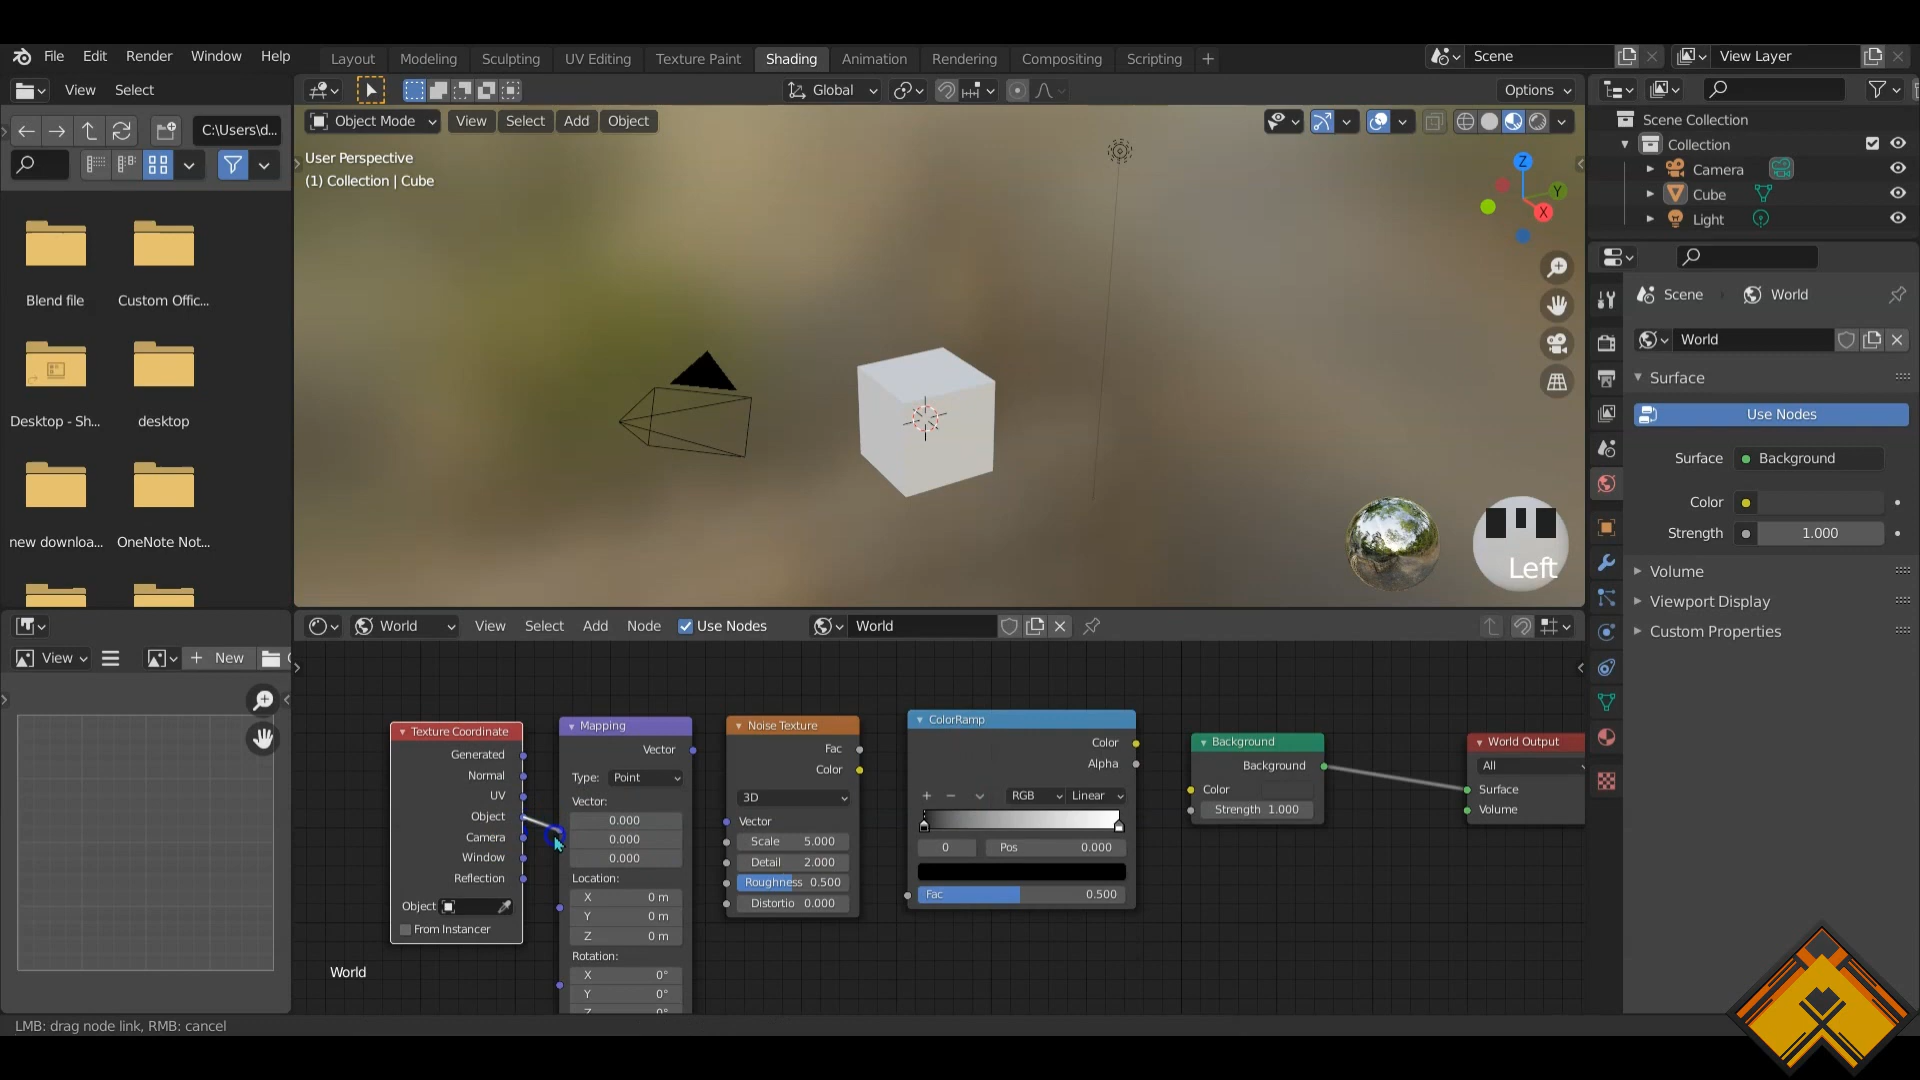 File Edit Render Window Help Layout Modeling Sculpting UV Editing Texture Paint Shading Animation Rendering Compositing Scripting + Scene View Layer
View Select Global Options
C:\Users\d...
Object Mode View Select Add Object
User Perspective
(1) Collection | Cube
Z
Y
X
Scene Collection
Collection
Camera
Cube
Light
Blend file Custom Offic...
Desktop - Sh... desktop
new downloa... OneNote Not...
Scene World
World
Surface
Use Nodes
Surface Background
Color
Strength 1.000
Volume
Viewport Display
Custom Properties
Left
World View Select Add Node Use Nodes World
View New
Texture Coordinate
Generated
Normal
UV
Object
Camera
Window
Reflection
Object
From Instancer
Mapping
Vector
Type: Point
Vector:
0.000
0.000
0.000
Location:
X 0 m
Y 0 m
Z 0 m
Rotation:
X 0°
Y 0°
Z 0°
Noise Texture
Fac
Color
3D
Vector
Scale 5.000
Detail 2.000
Roughness 0.500
Distortio 0.000
ColorRamp
Color
Alpha
RGB Linear
0 Pos 0.000
Fac 0.500
Background
Background
Color
Strength 1.000
World Output
All
Surface
Volume
World
LMB: drag node link, RMB: cancel